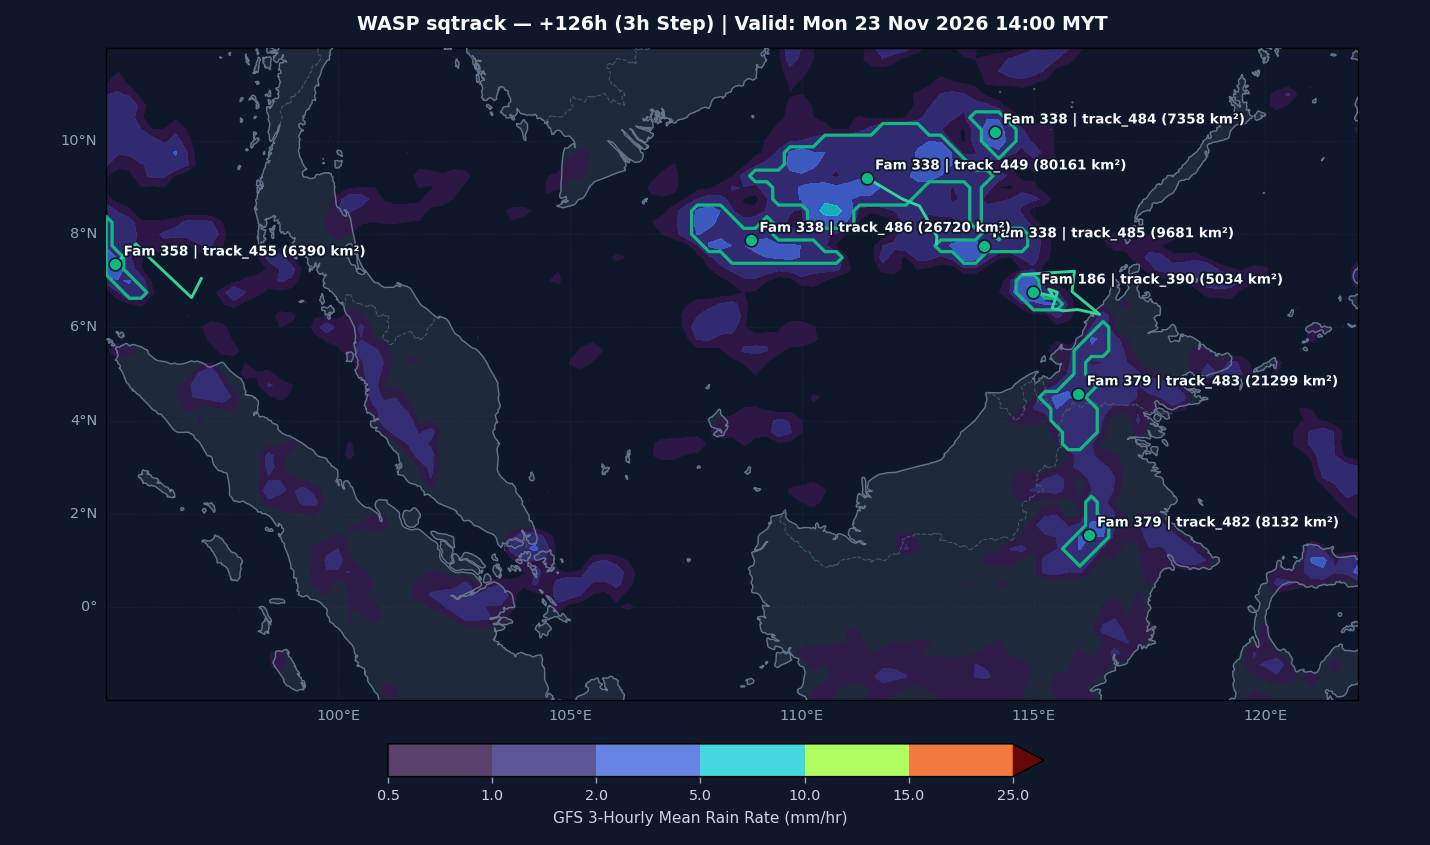 WASP sqtrack — +126h (3h Step) | Valid: Mon 23 Nov 2026 14:00 MYT
Fam 338 | track_484 (7358 km²)
10°N
Fam 338 | track_449 (80161 km²)
Fam 338 | track_486 (26720 km²)
Fam 338 | track_485 (9681 km²)
8°N
Fam 358 | track_455 (6390 km²)
Fam 186 | track_390 (5034 km²)
6°N
Fam 379 | track_483 (21299 km²)
4°N
2°N
Fam 379 | track_482 (8132 km²)
0°
100°E 105°E 110°E 115°E 120°E
0.5 1.0 2.0 5.0 10.0 15.0 25.0
GFS 3-Hourly Mean Rain Rate (mm/hr)